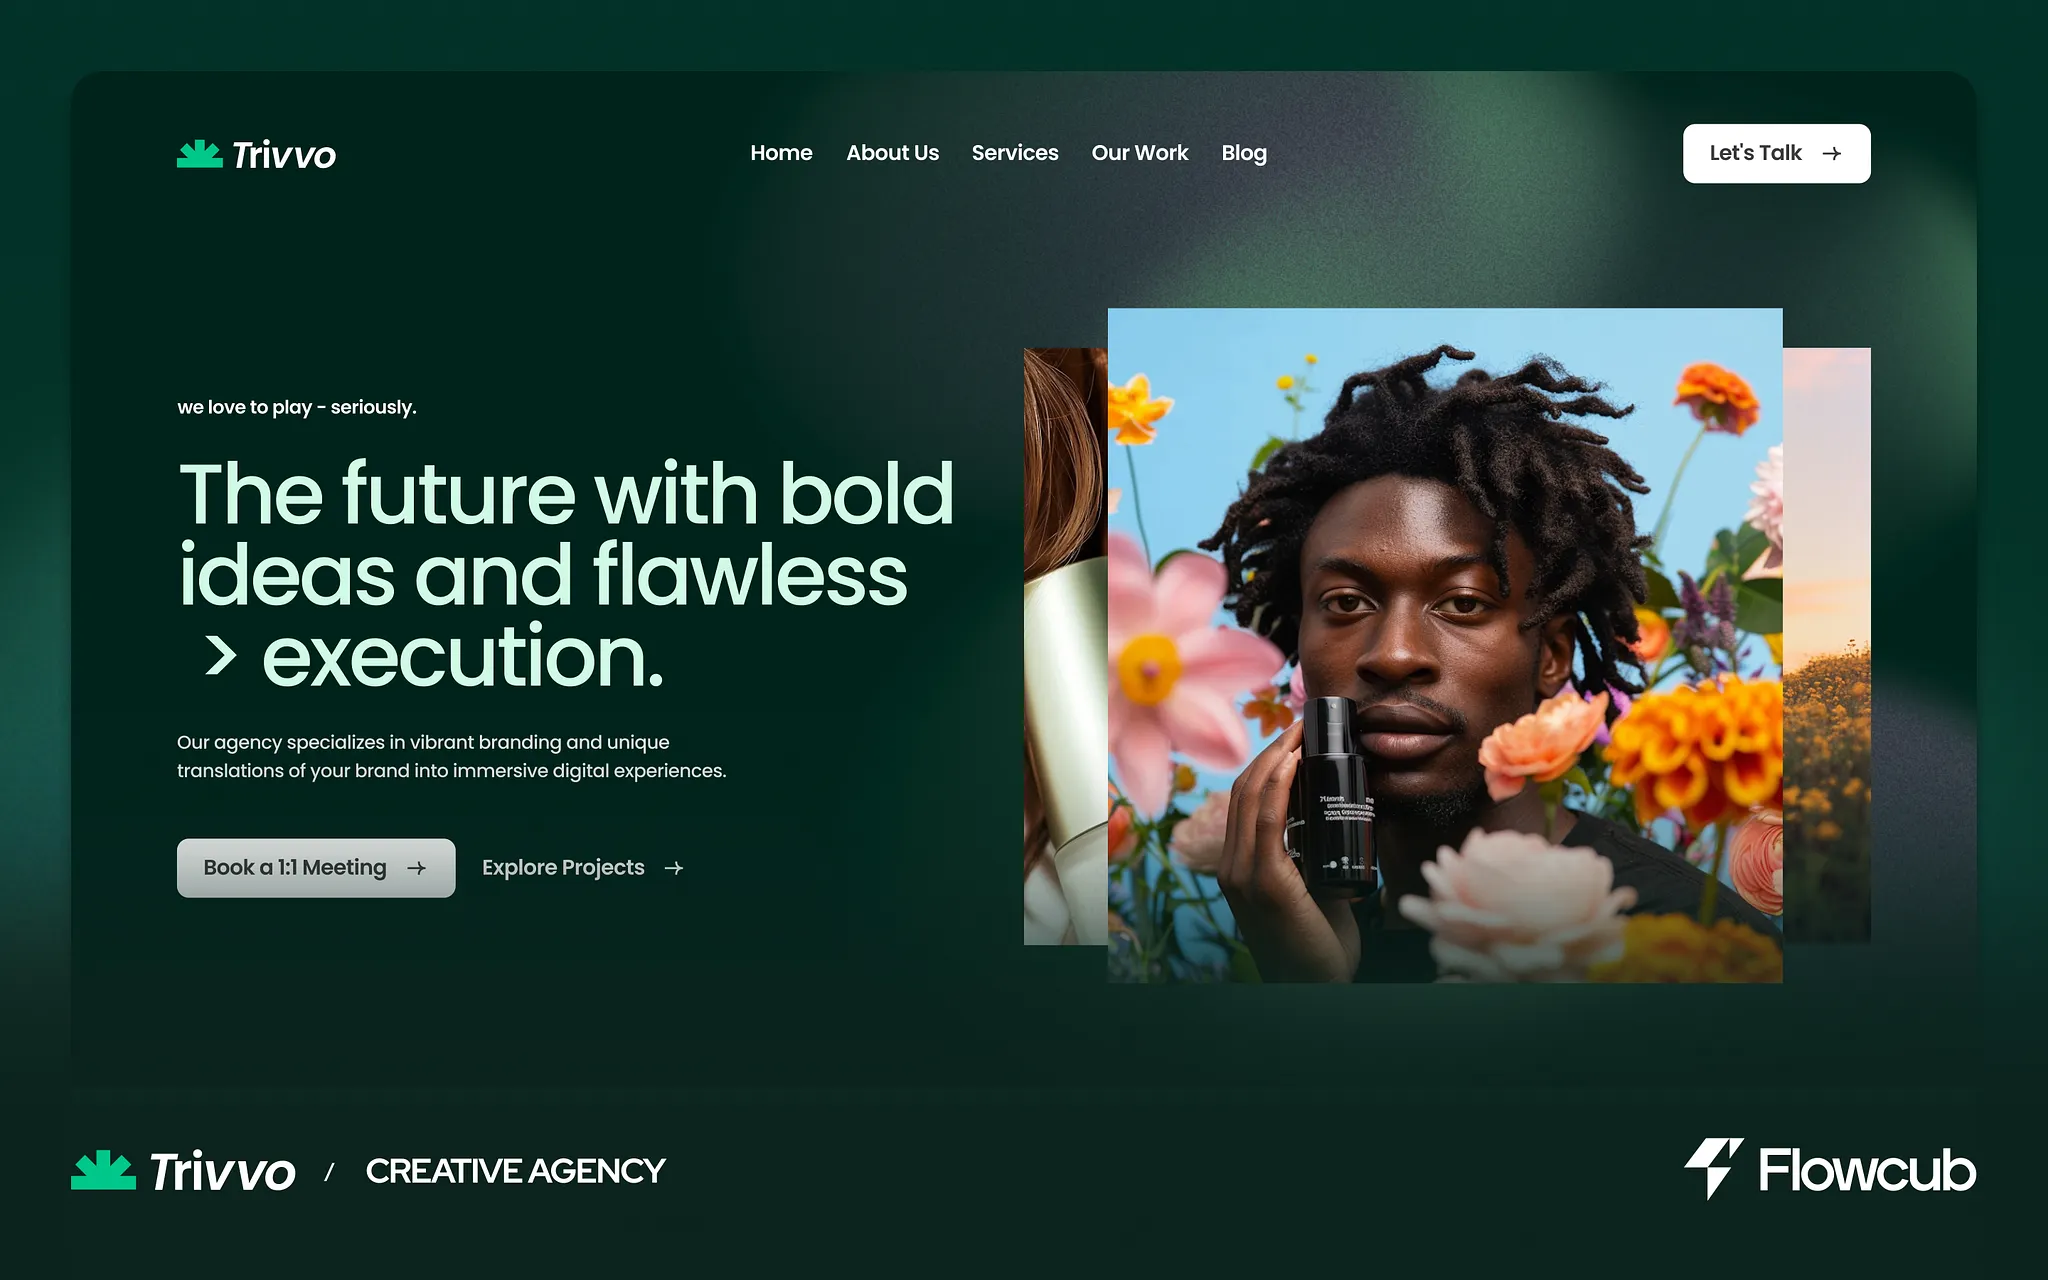 Trivvo
Home About Us Services Our Work Blog
Let's Talk →
we love to play - seriously.
The future with bold
ideas and flawless
> execution.
Our agency specializes in vibrant branding and unique
translations of your brand into immersive digital experiences.
Book a 1:1 Meeting →
Explore Projects →
Trivvo / CREATIVE AGENCY
Flowcub